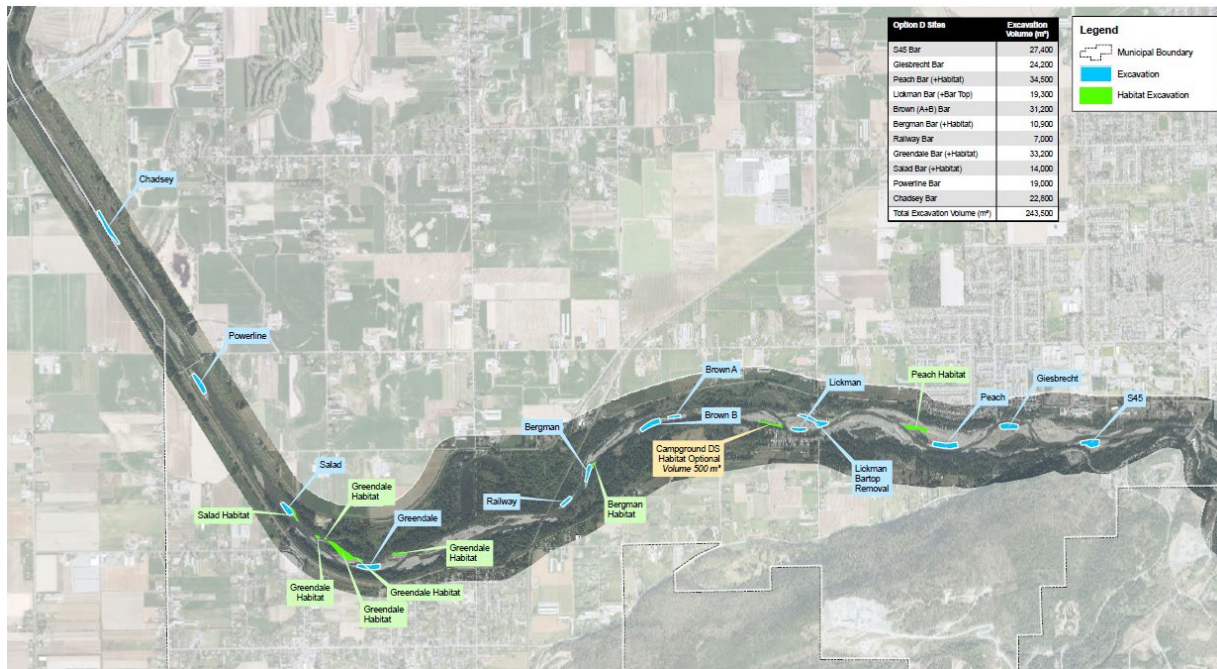 Option D Sites Excavation Volume (m³)
S45 Bar 27,400
Giesbrecht Bar 24,200
Peach Bar (+Habitat) 34,500
Lickman Bar (+Bar Top) 19,300
Brown (A+B) Bar 31,200
Bergman Bar (+Habitat) 10,900
Railway Bar 7,000
Greendale Bar (+Habitat) 33,200
Salad Bar (+Habitat) 14,000
Powerline Bar 19,000
Chadsey Bar 22,800
Total Excavation Volume (m³) 243,500
Legend
Municipal Boundary
Excavation
Habitat Excavation
Chadsey
Powerline
Salad
Salad Habitat
Greendale
Habitat
Greendale
Greendale
Habitat
Greendale Habitat
Greendale
Habitat
Greendale
Habitat
Railway
Bergman
Bergman
Habitat
Brown A
Brown B
Campground DS
Habitat Optional
Volume 500 m³
Lickman
Lickman
Bartop
Removal
Peach Habitat
Peach
Giesbrecht
S45